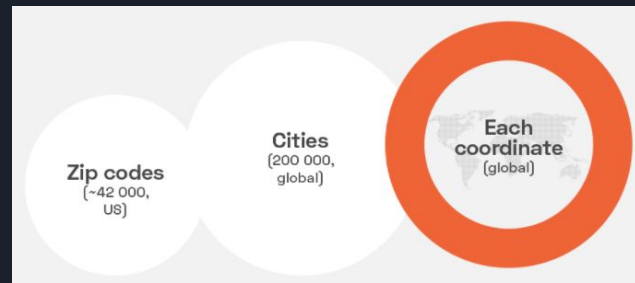 Zip codes
(~42 000,
US)
Cities
(200 000,
global)
Each
coordinate
(global)